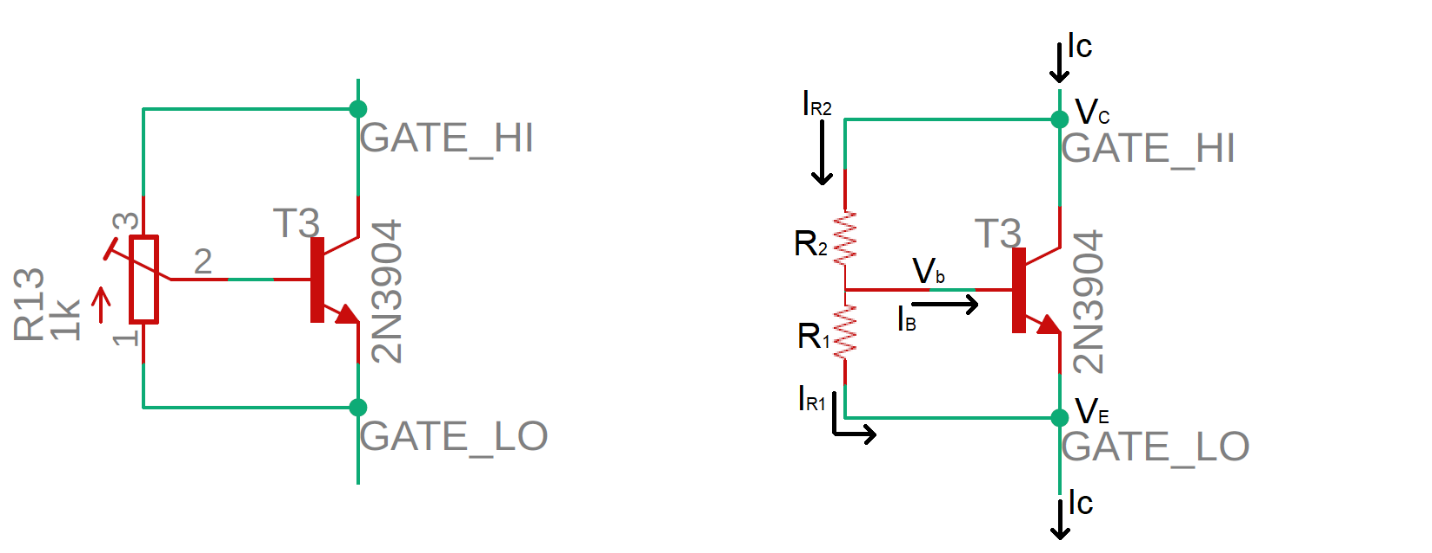 GATE_HI
3
T3
2
2N3904
R13
1k
1
GATE_LO
Ic
IR2
Vc
GATE_HI
R2
T3
Vb
IB
2N3904
R1
IR1
VE
GATE_LO
Ic